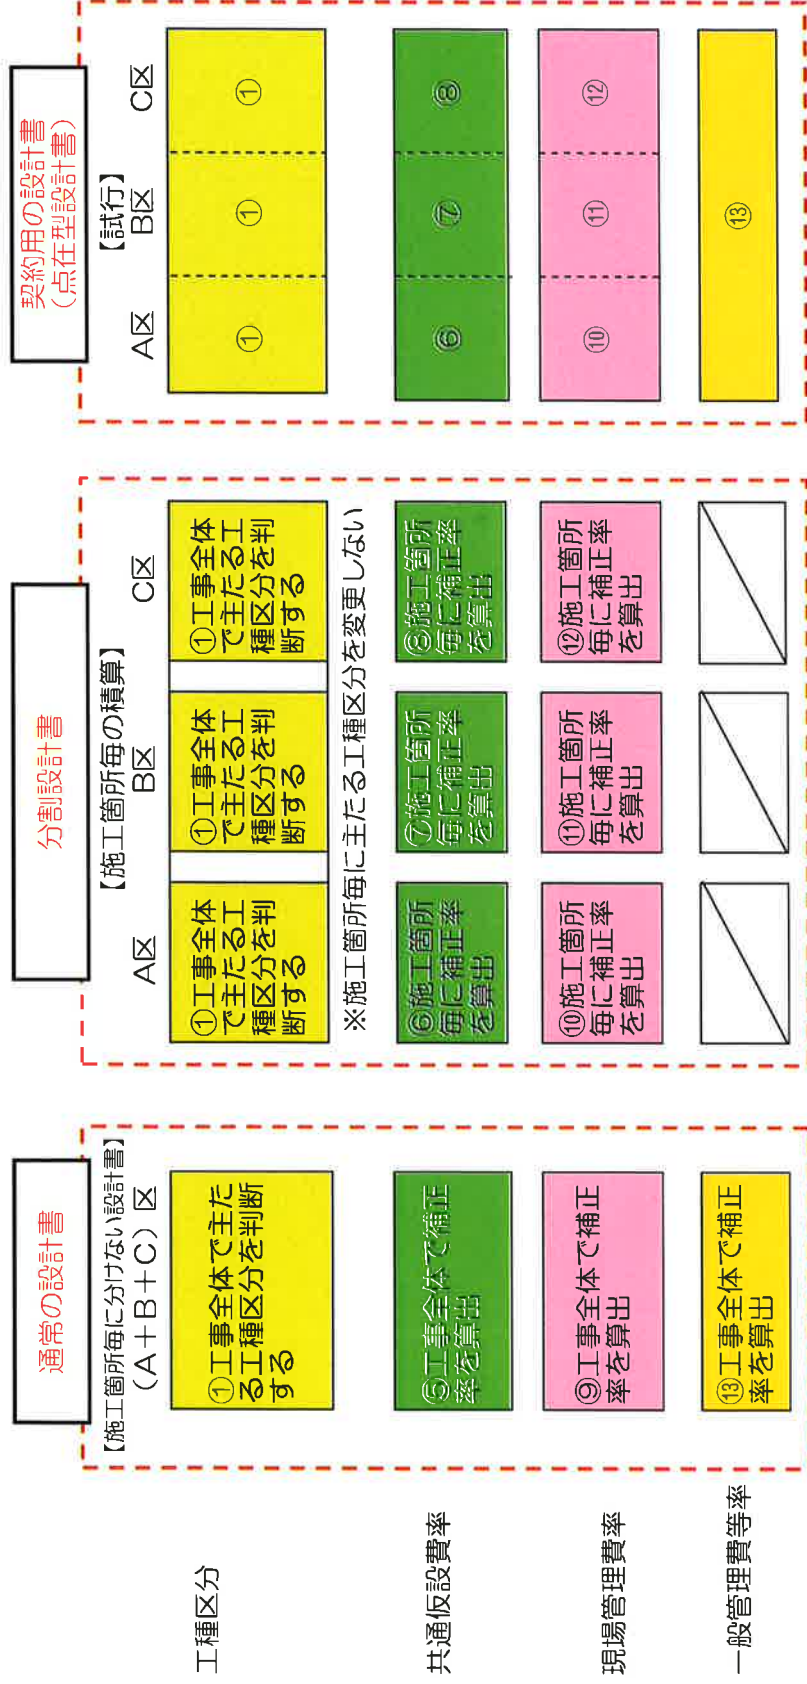 通常の設計書
【施工箇所毎に分けない設計書】
(A+B+C)区
分割設計書
【施工箇所毎の積算】
A区
B区
C区
契約用の設計書
(点在型設計書)
【試行】
A区
B区
C区
工種区分
①工事全体で主た
る工種区分を判断
する
①工事全体
で主たる工
種区分を判
断する
①工事全体
で主たる工
種区分を判
断する
①工事全体
で主たる工
種区分を判
断する
①
①
①
※施工箇所毎に主たる工種区分を変更しない
共通仮設費率
⑤工事全体で補正
率を算出
⑥施工箇所
毎に補正率
を算出
⑦施工箇所
毎に補正率
を算出
⑧施工箇所
毎に補正率
を算出
⑥
⑦
⑧
現場管理費率
⑨工事全体で補正
率を算出
⑩施工箇所
毎に補正率
を算出
⑪施工箇所
毎に補正率
を算出
⑫施工箇所
毎に補正率
を算出
⑩
⑪
⑫
一般管理費等率
⑬工事全体で補正
率を算出
⑬